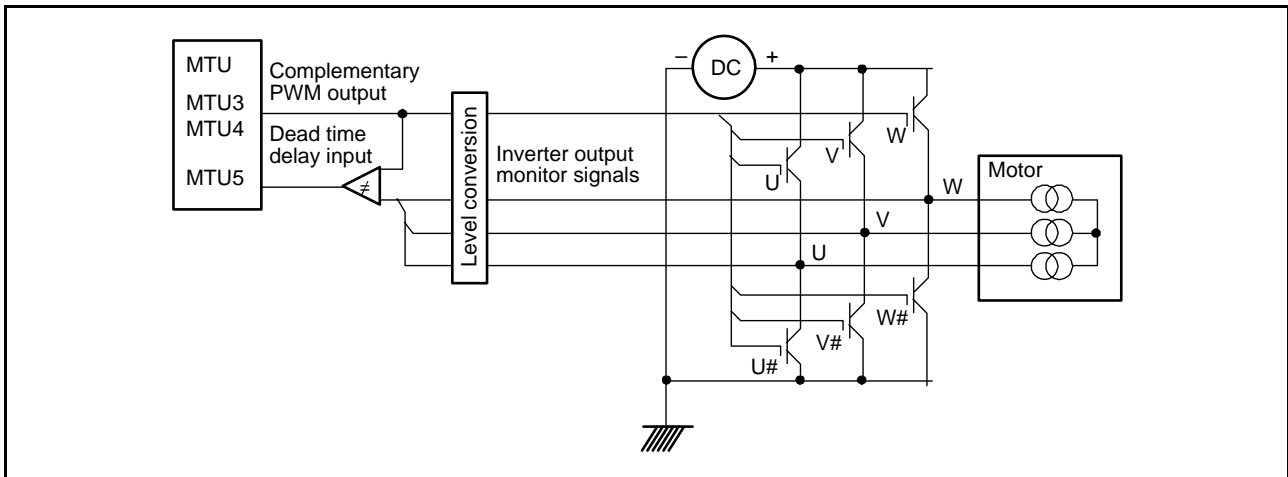 MTU
MTU3
MTU4
MTU5
Complementary
PWM output
Dead time
delay input
≠
Level conversion
Inverter output
monitor signals
– DC +
W
V
U
W
V
U
W#
V#
U#
Motor